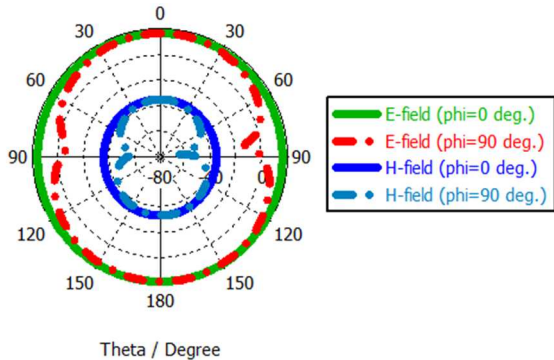 0
30 30
60 60
90 -80 0 90
120 120
150 150
180
Theta / Degree
E-field (phi=0 deg.)
E-field (phi=90 deg.)
H-field (phi=0 deg.)
H-field (phi=90 deg.)